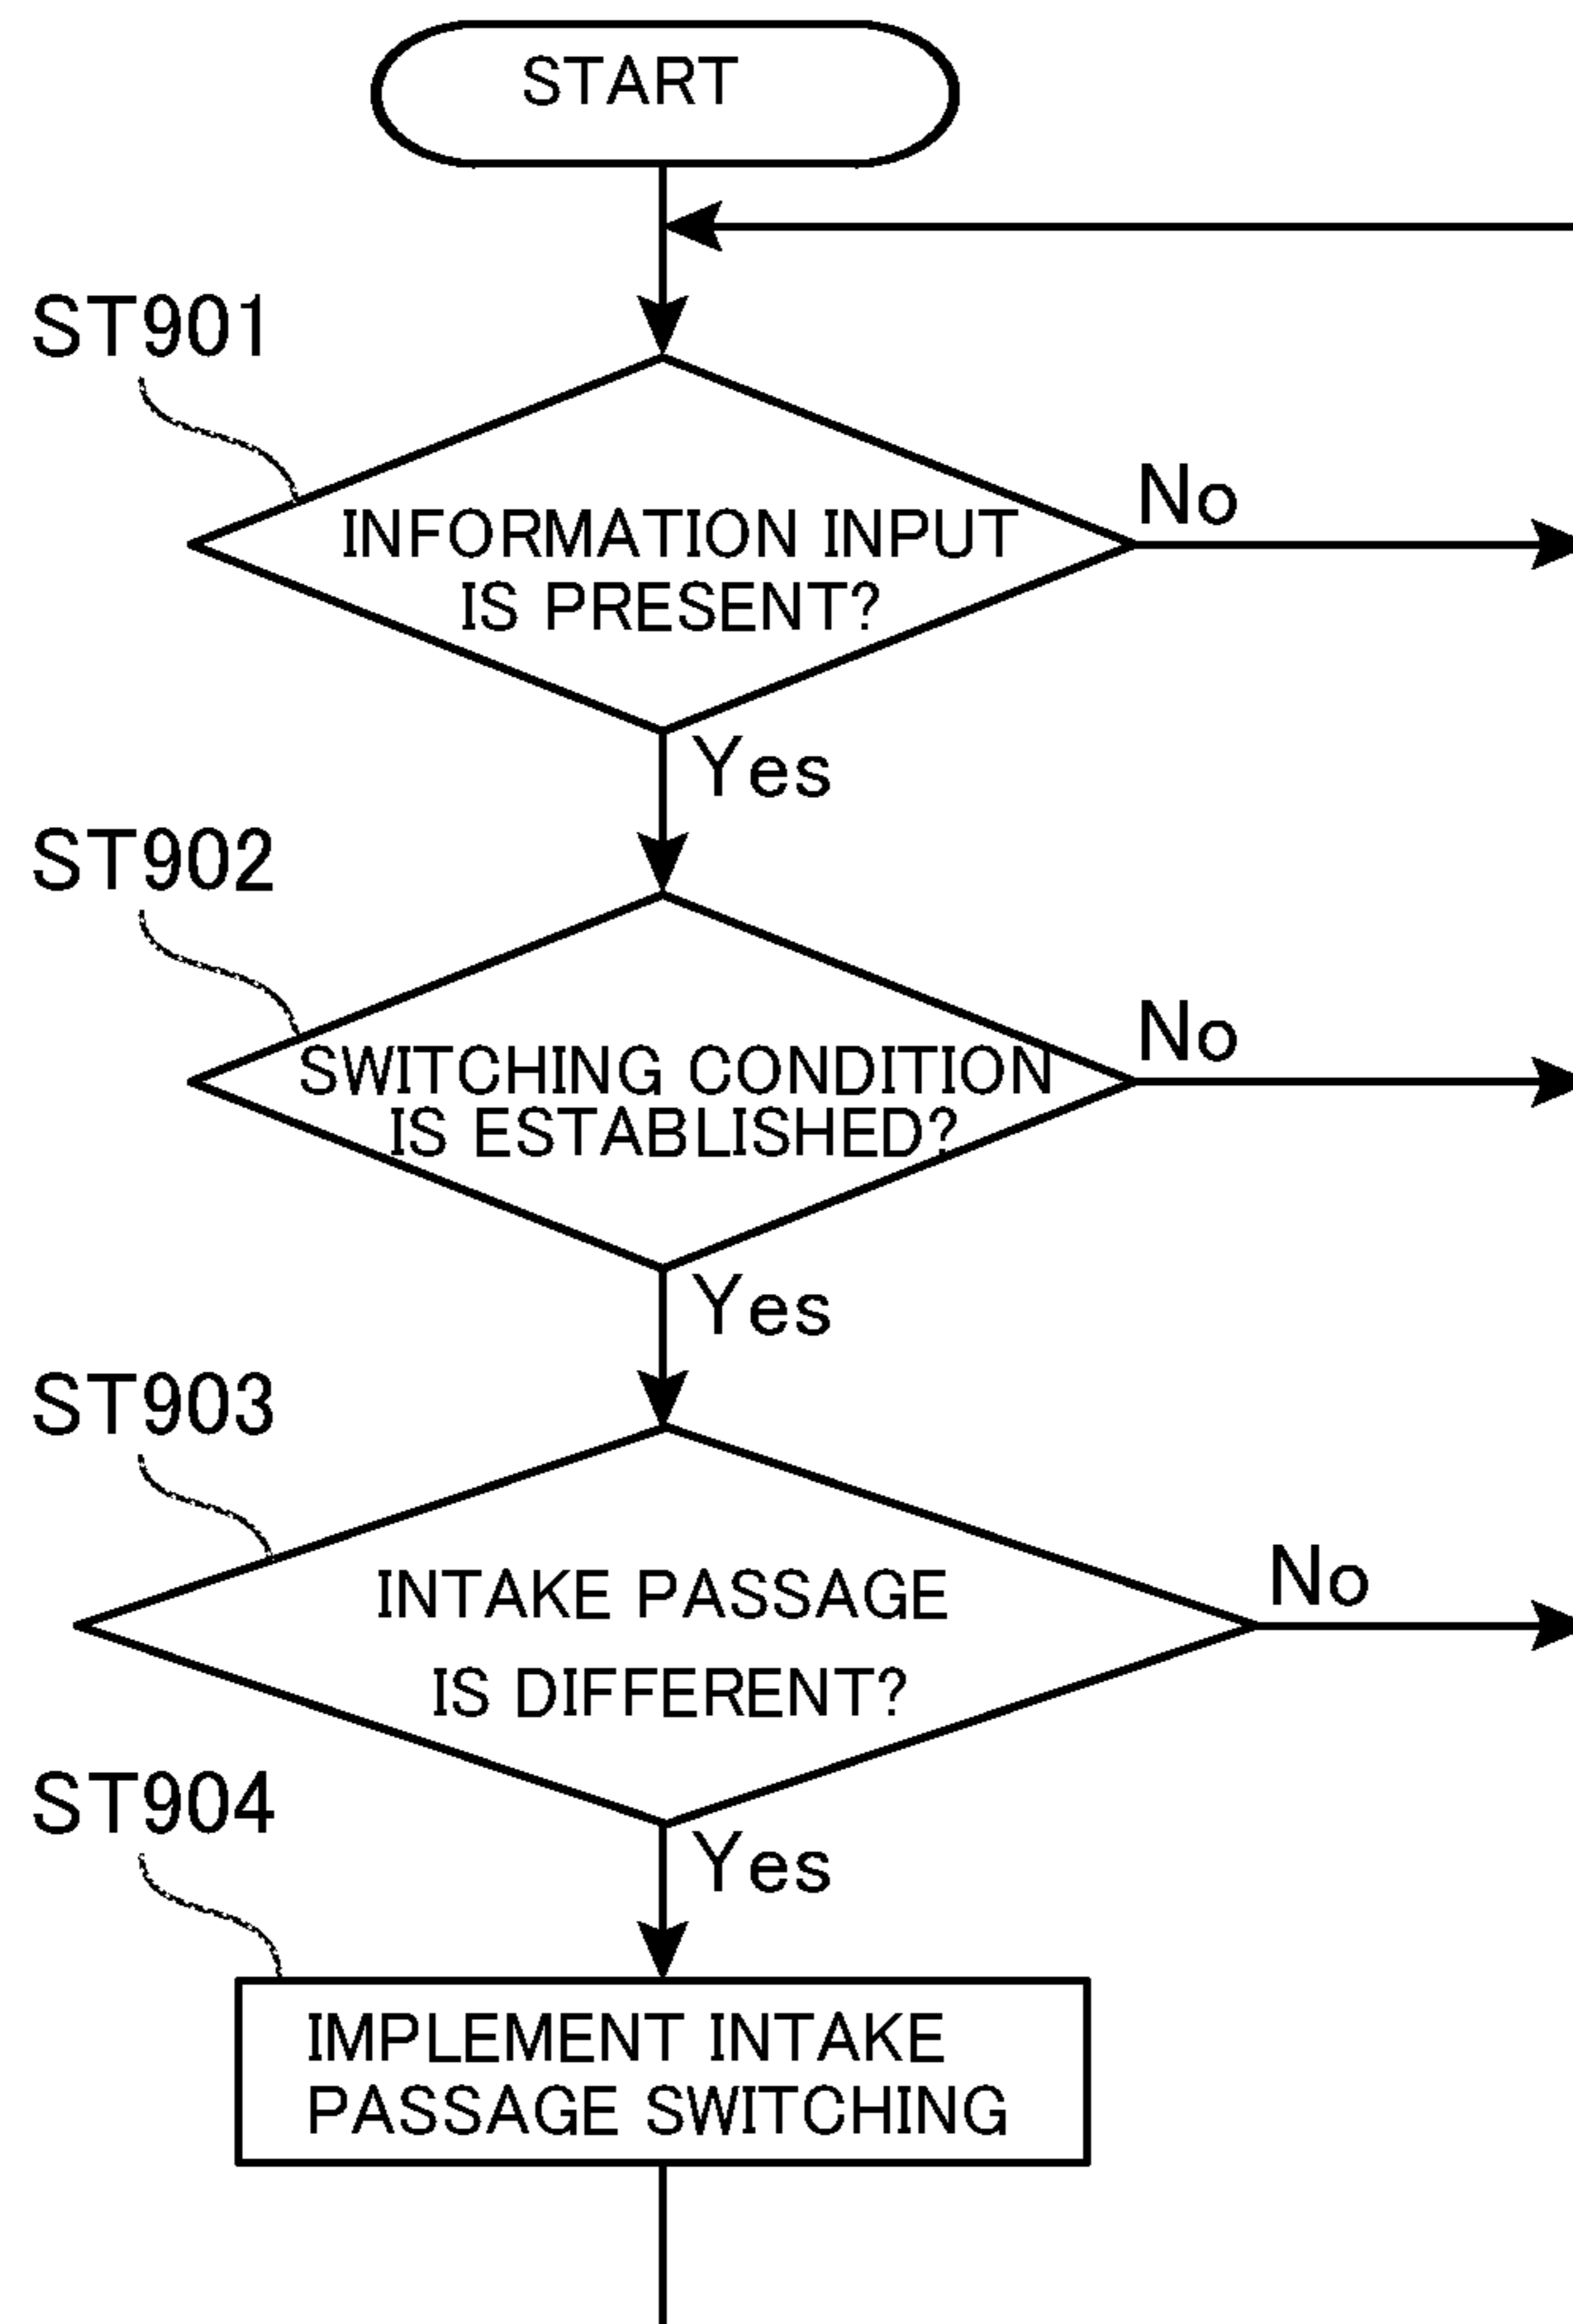 START
ST901
INFORMATION INPUT
IS PRESENT?
No
Yes
ST902
SWITCHING CONDITION
IS ESTABLISHED?
No
Yes
ST903
INTAKE PASSAGE
IS DIFFERENT?
No
Yes
ST904
IMPLEMENT INTAKE
PASSAGE SWITCHING